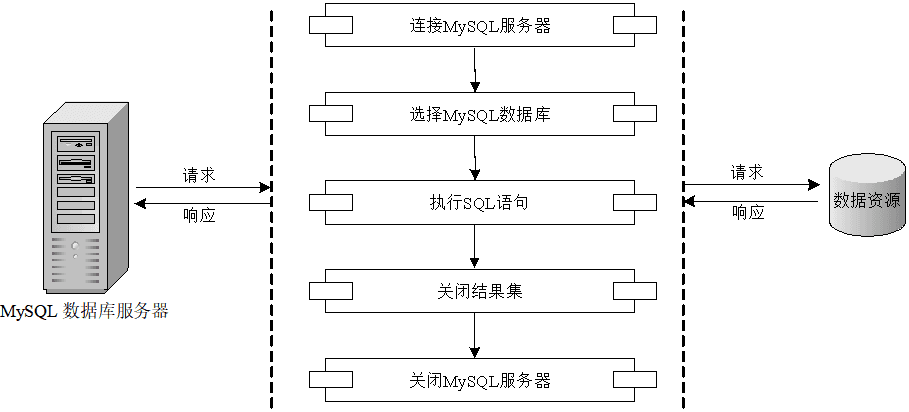 连接MySQL服务器
选择MySQL数据库
请求
请求
执行SQL语句
数据资源
响应
响应
关闭结果集
MySQL 数据库服务器
关闭MySQL服务器